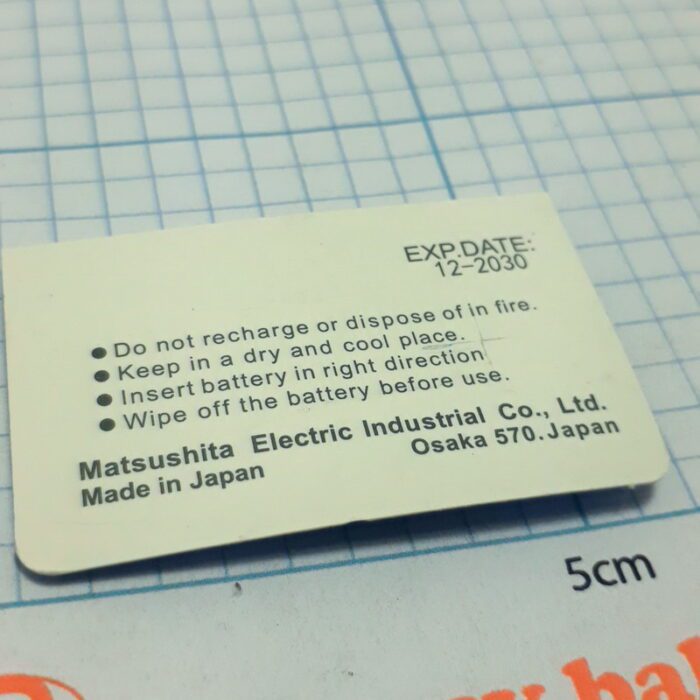 EXP.DATE:
12-2030
● Do not recharge or dispose of in fire.
● Keep in a dry and cool place.
● Insert battery in right direction
● Wipe off the battery before use.
Matsushita Electric Industrial Co., Ltd.
Made in Japan Osaka 570.Japan
5cm